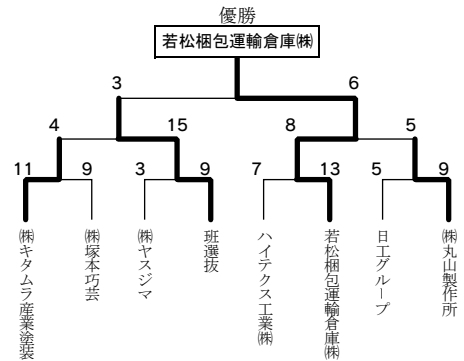 優勝
若松梱包運輸倉庫㈱
3 6
4 15 8 5
11 9 3 9 7 13 5 9
㈱キタムラ産業塗装
㈱塚本巧芸
㈱ヤスジマ
班選抜
ハイテクス工業㈱
若松梱包運輸倉庫㈱
日工グループ
㈱丸山製作所